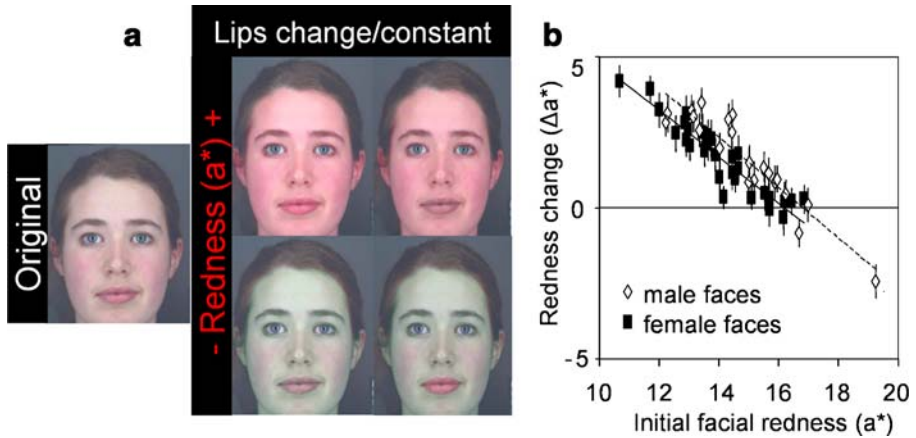 a
Lips change/constant
Original
- Redness (a*) +
b
Redness change (Δa*)
5
0
-5
◇ male faces
■ female faces
10 12 14 16 18 20
Initial facial redness (a*)